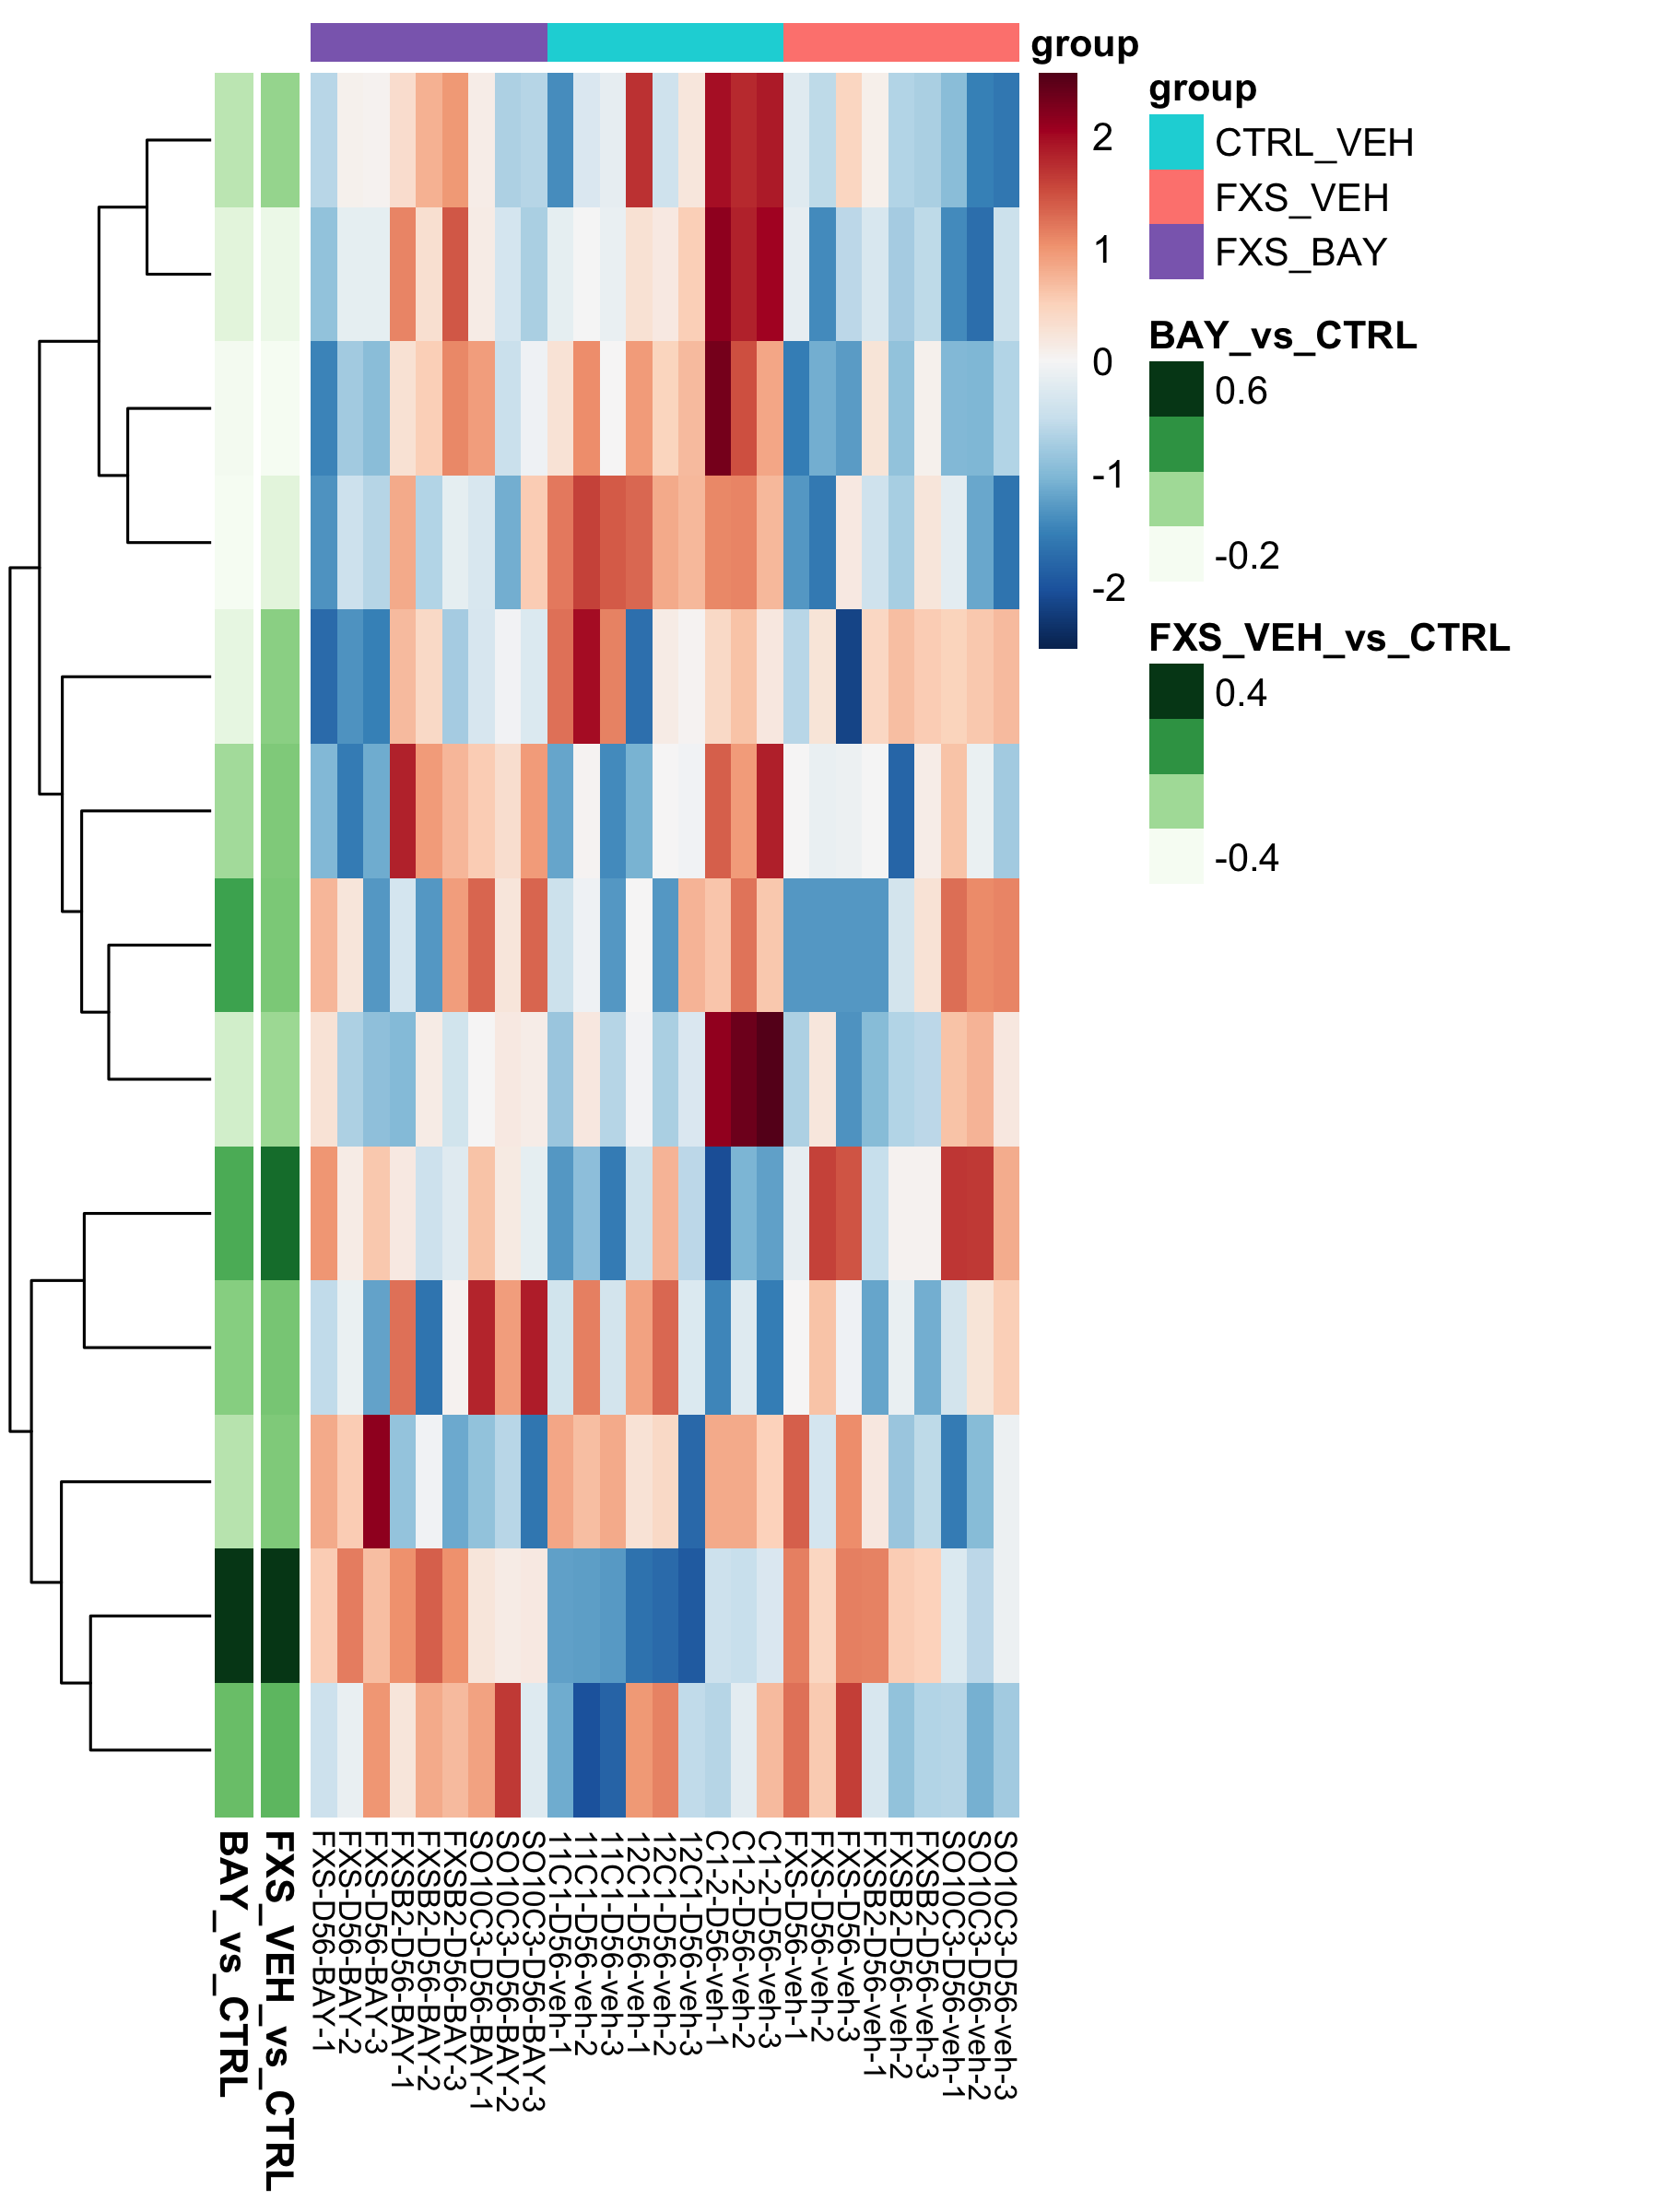 group
2
1
0
-1
-2
group
CTRL_VEH
FXS_VEH
FXS_BAY
BAY_vs_CTRL
0.6
-0.2
FXS_VEH_vs_CTRL
0.4
-0.4
BAY_vs_CTRL
FXS_VEH_vs_CTRL
FXS-D56-BAY-1
FXS-D56-BAY-2
FXS-D56-BAY-3
FXSB2-D56-BAY-1
FXSB2-D56-BAY-2
FXSB2-D56-BAY-3
SO10C3-D56-BAY-1
SO10C3-D56-BAY-2
SO10C3-D56-BAY-3
11C1-D56-veh-1
11C1-D56-veh-2
11C1-D56-veh-3
12C1-D56-veh-1
12C1-D56-veh-2
12C1-D56-veh-3
C1-2-D56-veh-1
C1-2-D56-veh-2
C1-2-D56-veh-3
FXS-D56-veh-1
FXS-D56-veh-2
FXS-D56-veh-3
FXSB2-D56-veh-1
FXSB2-D56-veh-2
FXSB2-D56-veh-3
SO10C3-D56-veh-1
SO10C3-D56-veh-2
SO10C3-D56-veh-3